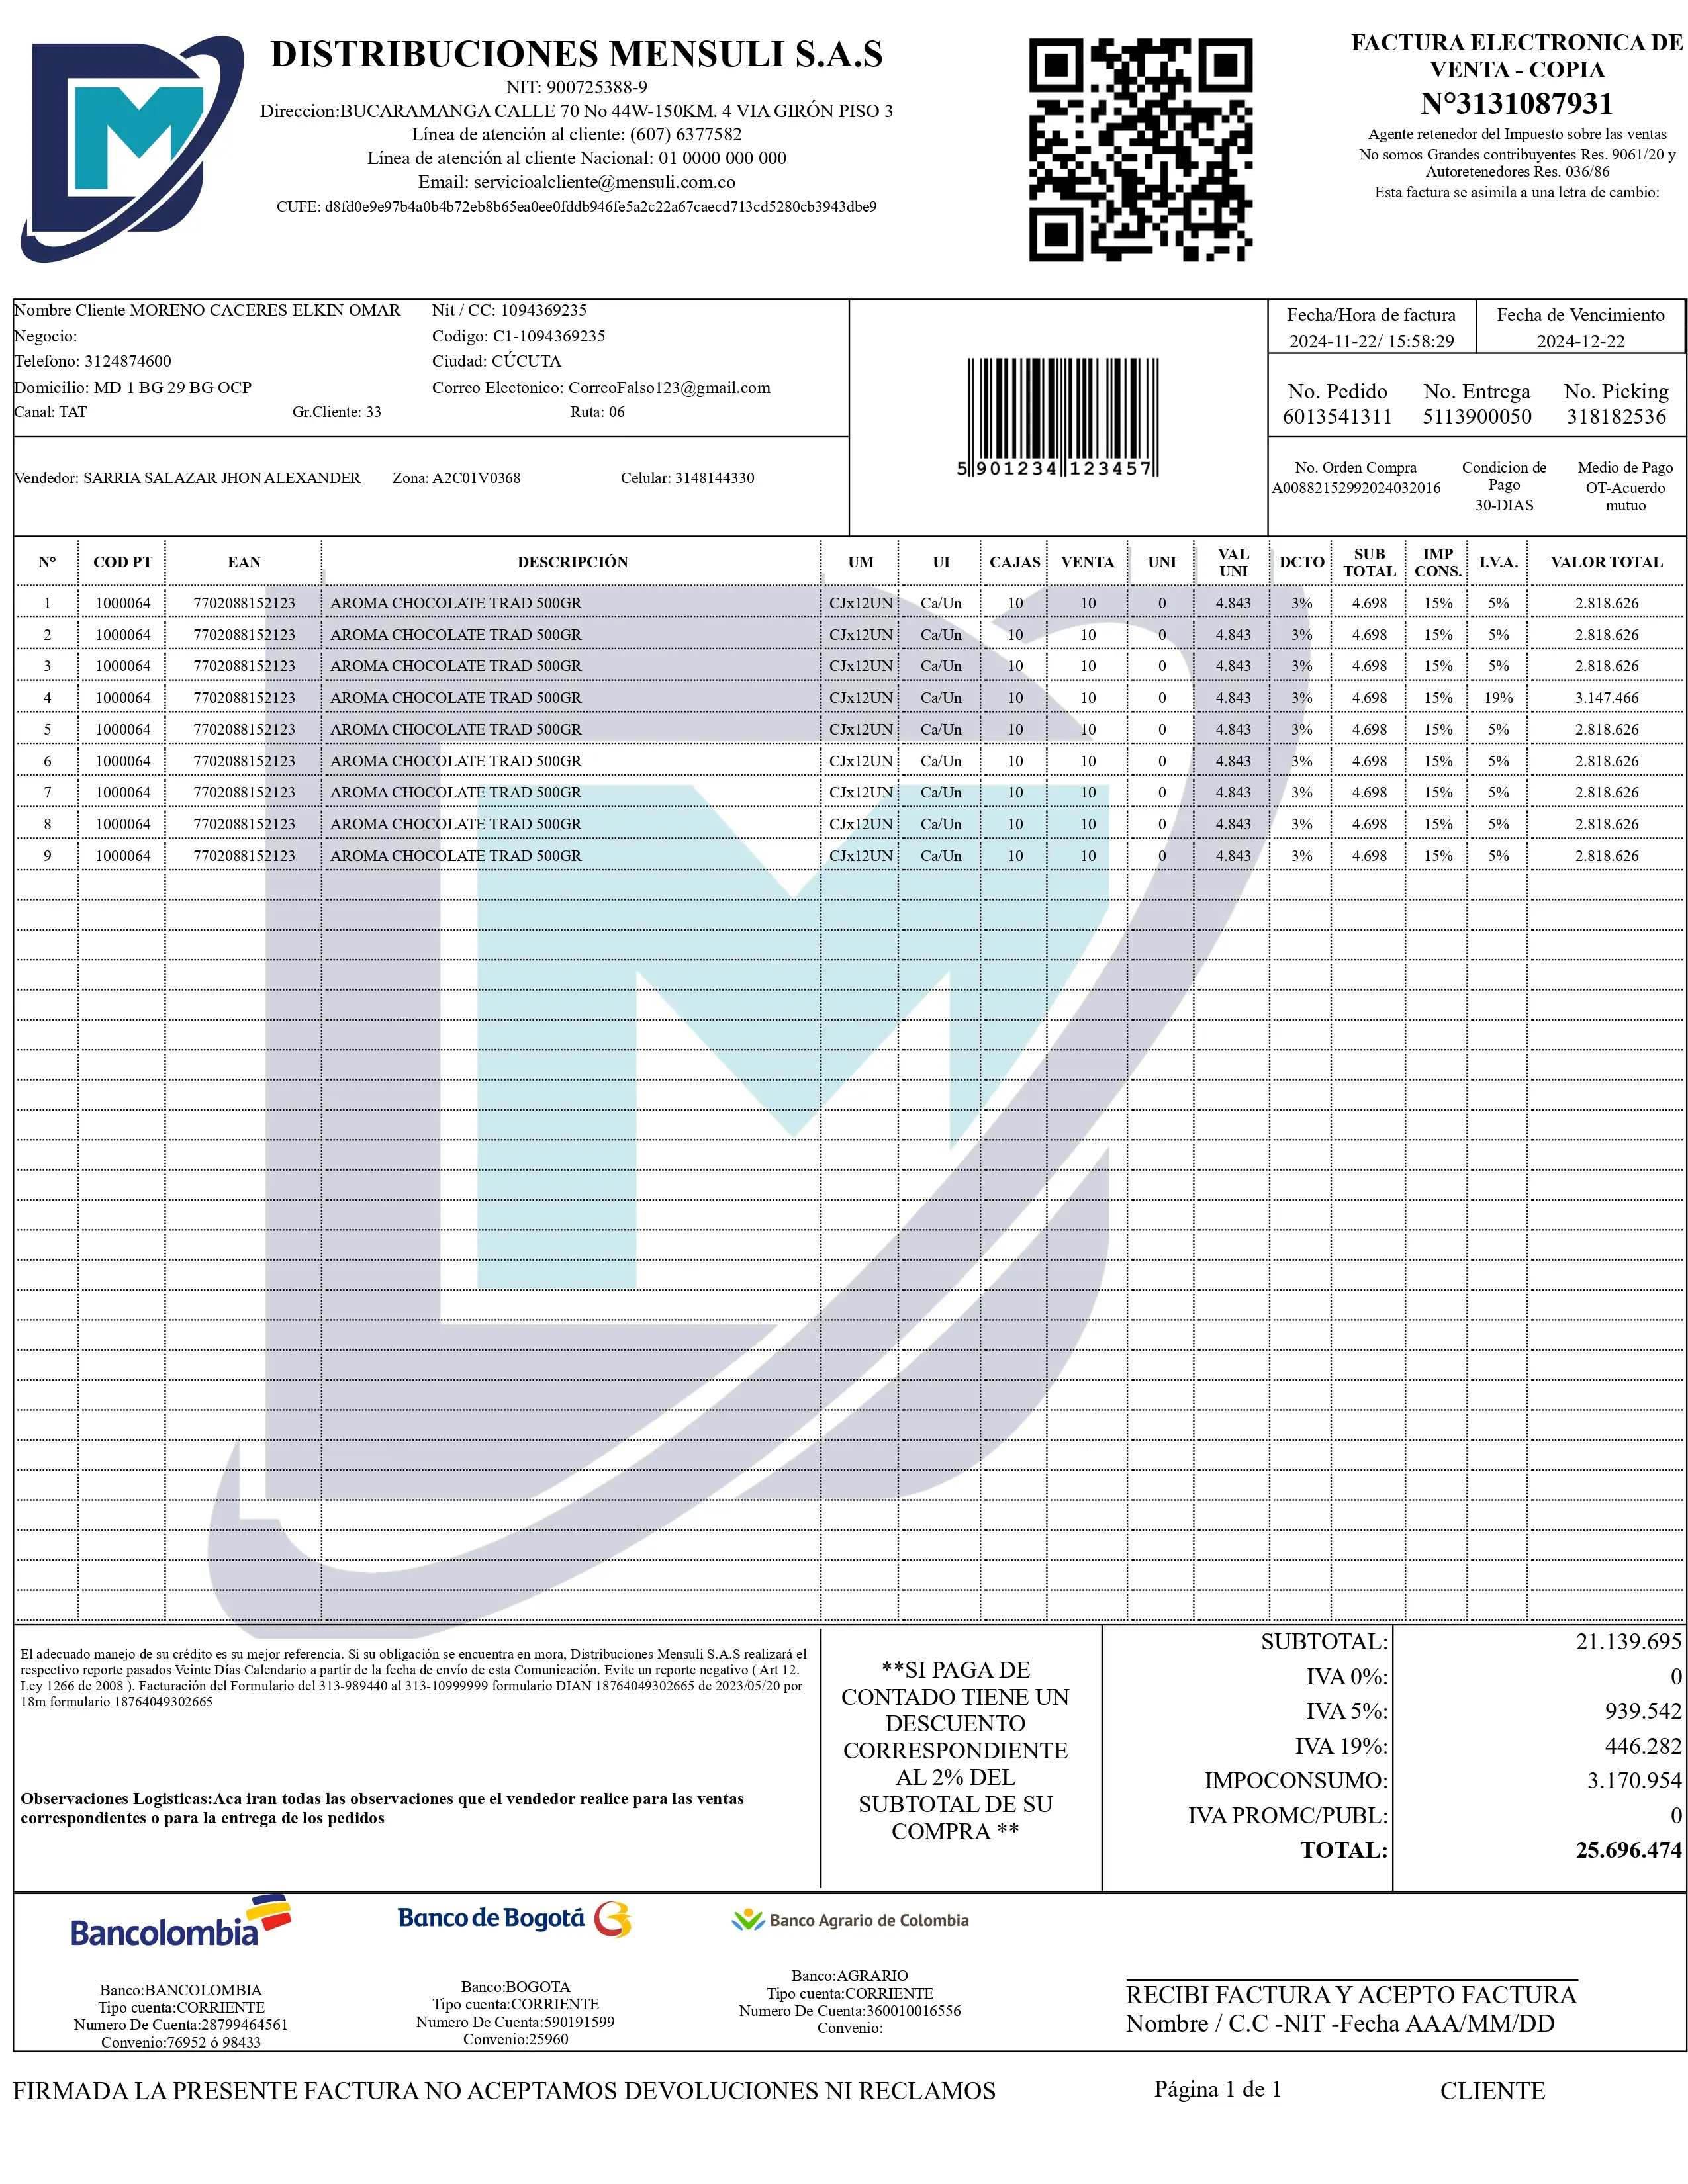 DISTRIBUCIONES MENSULI S.A.S
NIT: 900725388-9
Direccion:BUCARAMANGA CALLE 70 No 44W-150KM. 4 VIA GIRÓN PISO 3
Línea de atención al cliente: (607) 6377582
Línea de atención al cliente Nacional: 01 0000 000 000
Email: servicioalcliente@mensuli.com.co
CUFE: d8fd0e9e97b4a0b4b72eb8b65ea0ee0fddb946fe5a2c22a67caecd713cd5280cb3943dbe9
FACTURA ELECTRONICA DE
VENTA - COPIA
N°3131087931
Agente retenedor del Impuesto sobre las ventas
No somos Grandes contribuyentes Res. 9061/20 y
Autoretenedores Res. 036/86
Esta factura se asimila a una letra de cambio:
Nombre Cliente MORENO CACERES ELKIN OMAR Nit / CC: 1094369235
Negocio: Codigo: C1-1094369235
Telefono: 3124874600 Ciudad: CÚCUTA
Domicilio: MD 1 BG 29 BG OCP Correo Electonico: CorreoFalso123@gmail.com
Canal: TAT Gr.Cliente: 33 Ruta: 06
Vendedor: SARRIA SALAZAR JHON ALEXANDER Zona: A2C01V0368 Celular: 3148144330
5 901234 123457
Fecha/Hora de factura Fecha de Vencimiento
2024-11-22/ 15:58:29 2024-12-22
No. Pedido No. Entrega No. Picking
6013541311 5113900050 318182536
No. Orden Compra
A00882152992024032016
Condicion de
Pago
30-DIAS
Medio de Pago
OT-Acuerdo
mutuo
N° COD PT EAN DESCRIPCIÓN UM UI CAJAS VENTA UNI VAL UNI DCTO SUB TOTAL IMP CONS. I.V.A. VALOR TOTAL
1 1000064 7702088152123 AROMA CHOCOLATE TRAD 500GR CJx12UN Ca/Un 10 10 0 4.843 3% 4.698 15% 5% 2.818.626
2 1000064 7702088152123 AROMA CHOCOLATE TRAD 500GR CJx12UN Ca/Un 10 10 0 4.843 3% 4.698 15% 5% 2.818.626
3 1000064 7702088152123 AROMA CHOCOLATE TRAD 500GR CJx12UN Ca/Un 10 10 0 4.843 3% 4.698 15% 5% 2.818.626
4 1000064 7702088152123 AROMA CHOCOLATE TRAD 500GR CJx12UN Ca/Un 10 10 0 4.843 3% 4.698 15% 19% 3.147.466
5 1000064 7702088152123 AROMA CHOCOLATE TRAD 500GR CJx12UN Ca/Un 10 10 0 4.843 3% 4.698 15% 5% 2.818.626
6 1000064 7702088152123 AROMA CHOCOLATE TRAD 500GR CJx12UN Ca/Un 10 10 0 4.843 3% 4.698 15% 5% 2.818.626
7 1000064 7702088152123 AROMA CHOCOLATE TRAD 500GR CJx12UN Ca/Un 10 10 0 4.843 3% 4.698 15% 5% 2.818.626
8 1000064 7702088152123 AROMA CHOCOLATE TRAD 500GR CJx12UN Ca/Un 10 10 0 4.843 3% 4.698 15% 5% 2.818.626
9 1000064 7702088152123 AROMA CHOCOLATE TRAD 500GR CJx12UN Ca/Un 10 10 0 4.843 3% 4.698 15% 5% 2.818.626
El adecuado manejo de su crédito es su mejor referencia. Si su obligación se encuentra en mora, Distribuciones Mensuli S.A.S realizará el
respectivo reporte pasados Veinte Días Calendario a partir de la fecha de envío de esta Comunicación. Evite un reporte negativo ( Art 12.
Ley 1266 de 2008 ). Facturación del Formulario del 313-989440 al 313-10999999 formulario DIAN 18764049302665 de 2023/05/20 por
18m formulario 18764049302665
Observaciones Logisticas:Aca iran todas las observaciones que el vendedor realice para las ventas
correspondientes o para la entrega de los pedidos
**SI PAGA DE
CONTADO TIENE UN
DESCUENTO
CORRESPONDIENTE
AL 2% DEL
SUBTOTAL DE SU
COMPRA **
SUBTOTAL: 21.139.695
IVA 0%: 0
IVA 5%: 939.542
IVA 19%: 446.282
IMPOCONSUMO: 3.170.954
IVA PROMC/PUBL: 0
TOTAL: 25.696.474
Bancolombia
Banco:BANCOLOMBIA
Tipo cuenta:CORRIENTE
Numero De Cuenta:28799464561
Convenio:76952 ó 98433
Banco de Bogotá
Banco:BOGOTA
Tipo cuenta:CORRIENTE
Numero De Cuenta:590191599
Convenio:25960
Banco Agrario de Colombia
Banco:AGRARIO
Tipo cuenta:CORRIENTE
Numero De Cuenta:360010016556
Convenio:
RECIBI FACTURA Y ACEPTO FACTURA
Nombre / C.C -NIT -Fecha AAA/MM/DD
FIRMADA LA PRESENTE FACTURA NO ACEPTAMOS DEVOLUCIONES NI RECLAMOS Página 1 de 1 CLIENTE